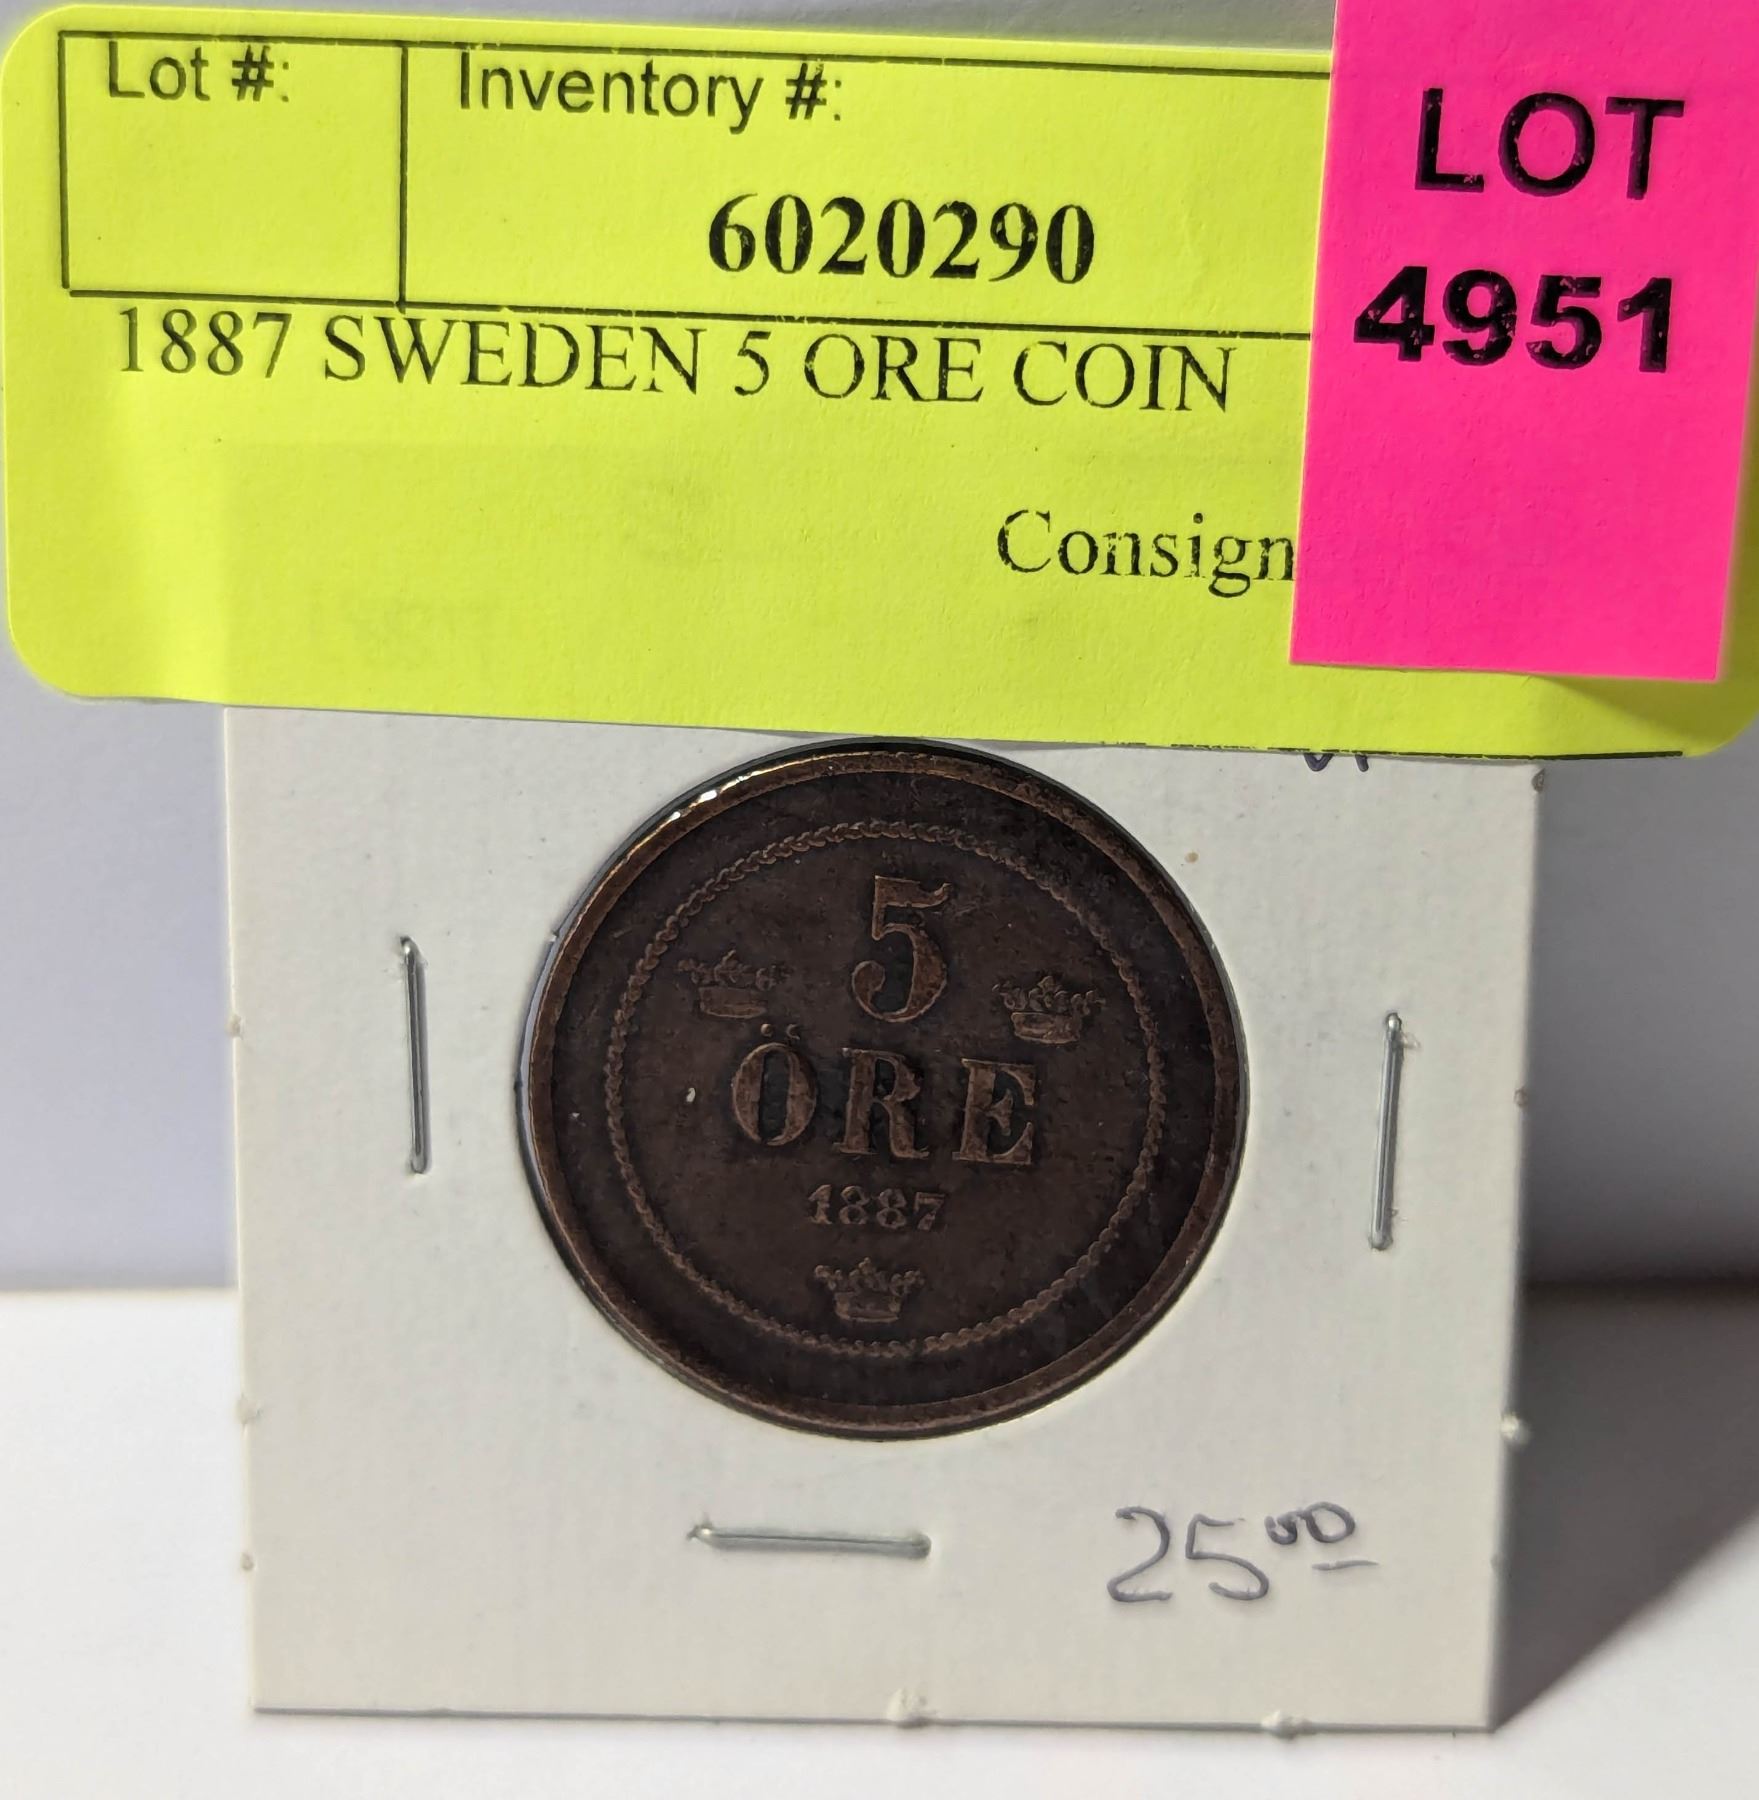 Lot #:
Inventory #:
6020290
LOT
4951
1887 SWEDEN 5 ORE COIN
Consign
5
ÖRE
1887
25.00